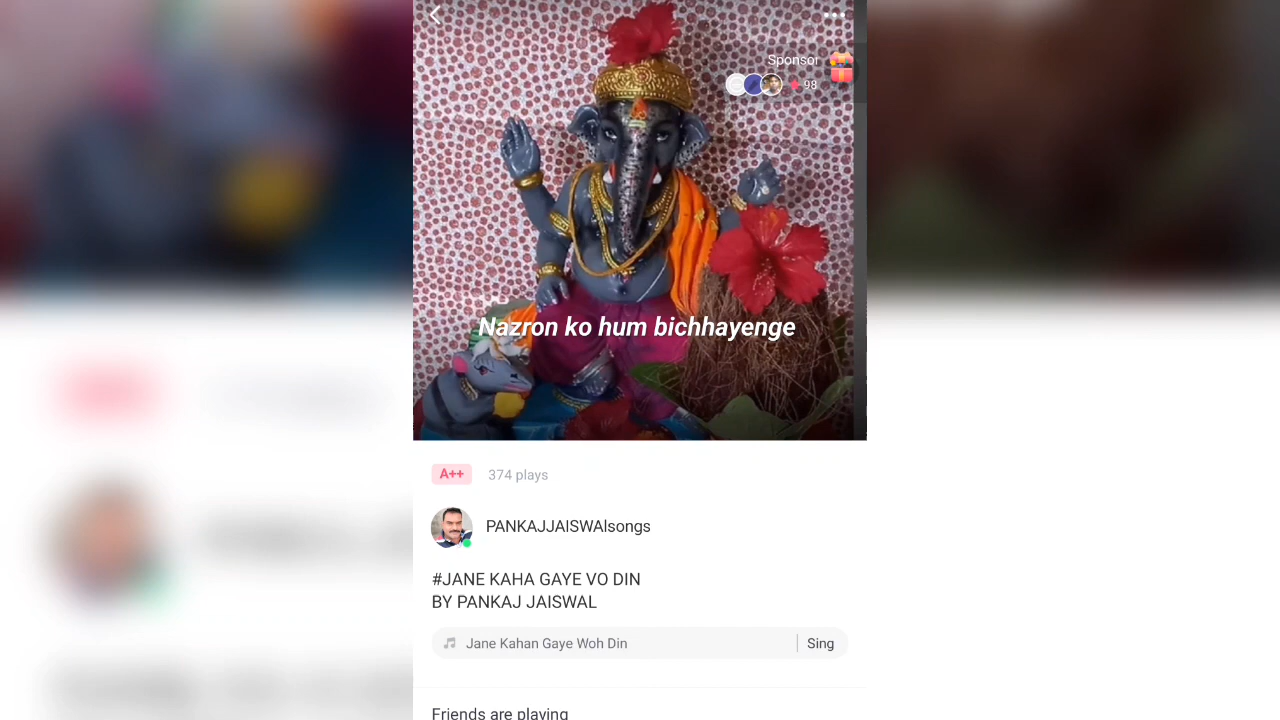 Sponsor
98
Nazron ko hum bichhayenge
A++ 374 plays
PANKAJJAISWAlsongs
#JANE KAHA GAYE VO DIN
BY PANKAJ JAISWAL
Jane Kahan Gaye Woh Din Sing
Friends are playing